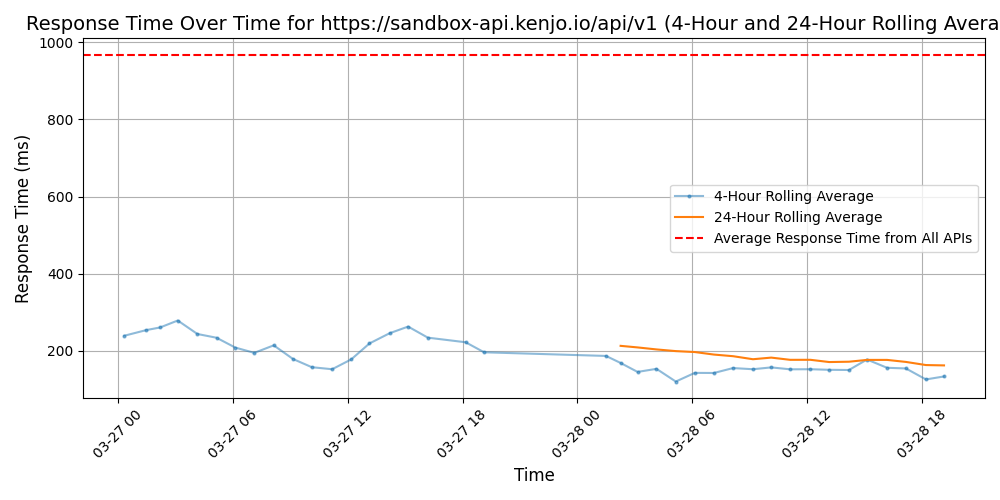 Response Time Over Time for https://sandbox-api.kenjo.io/api/v1 (4-Hour and 24-Hour Rolling Avera
1000
800
600
400
200
Response Time (ms)
4-Hour Rolling Average
24-Hour Rolling Average
Average Response Time from All APIs
03-27 00
03-27 06
03-27 12
03-27 18
03-28 00
03-28 06
03-28 12
03-28 18
Time